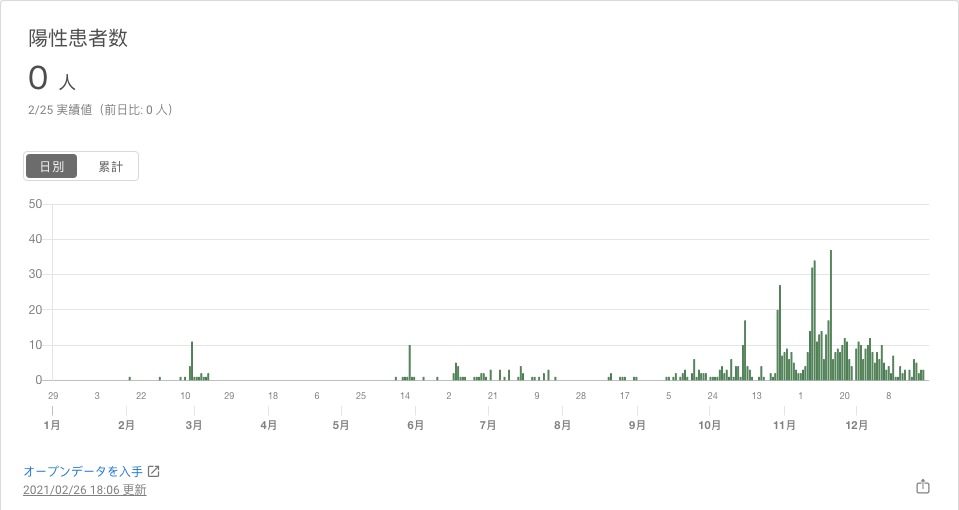 陽性患者数
0 人
2/25 実績値（前日比: 0 人）
日別 累計
50
40
30
20
10
0
29 3 22 10 29 18 6 25 14 2 21 9 28 17 5 24 13 1 20 8
1月 2月 3月 4月 5月 6月 7月 8月 9月 10月 11月 12月
オープンデータを入手
2021/02/26 18:06 更新